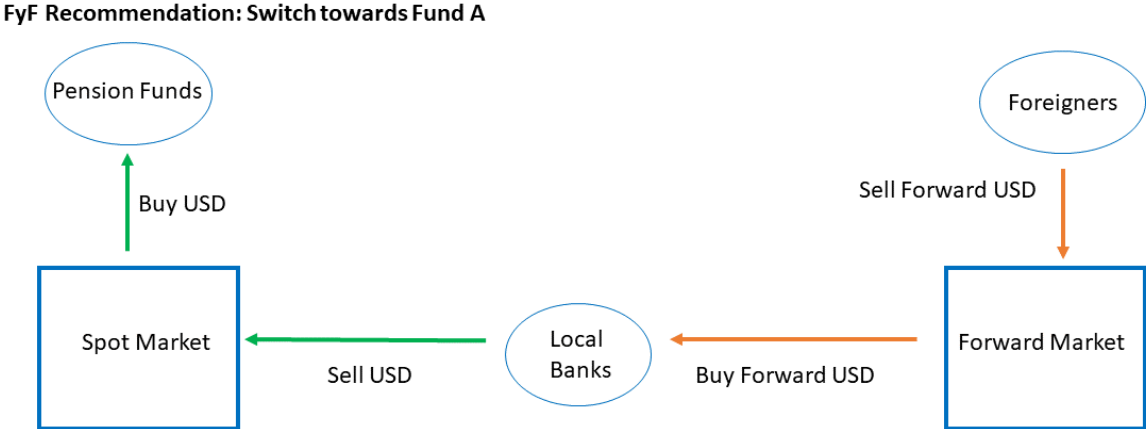 FyF Recommendation: Switch towards Fund A
Pension Funds
Foreigners
Buy USD
Sell Forward USD
Spot Market
Local
Banks
Forward Market
Sell USD
Buy Forward USD